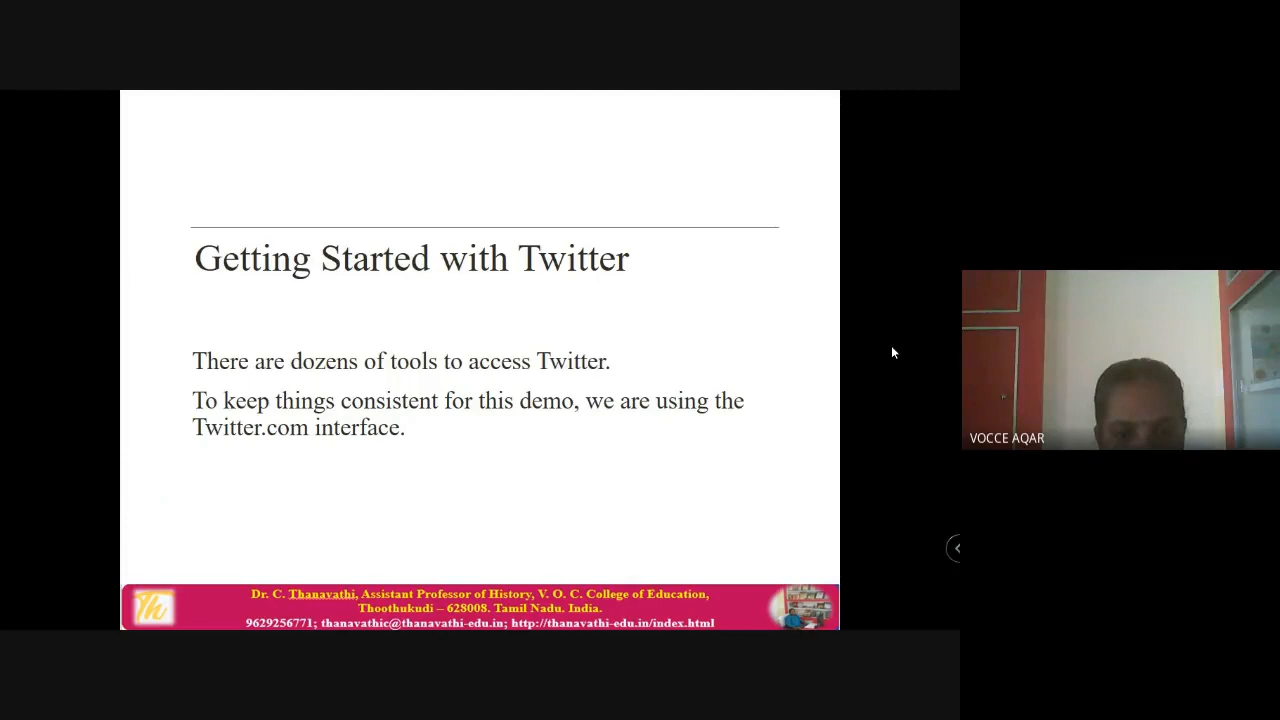 Getting Started with Twitter
There are dozens of tools to access Twitter.
To keep things consistent for this demo, we are using the
Twitter.com interface.
VOCCE AQAR
Th
Dr. C. Thanavathi, Assistant Professor of History, V. O. C. College of Education,
Thoothukudi – 628008. Tamil Nadu. India.
9629256771; thanavathic@thanavathi-edu.in; http://thanavathi-edu.in/index.html